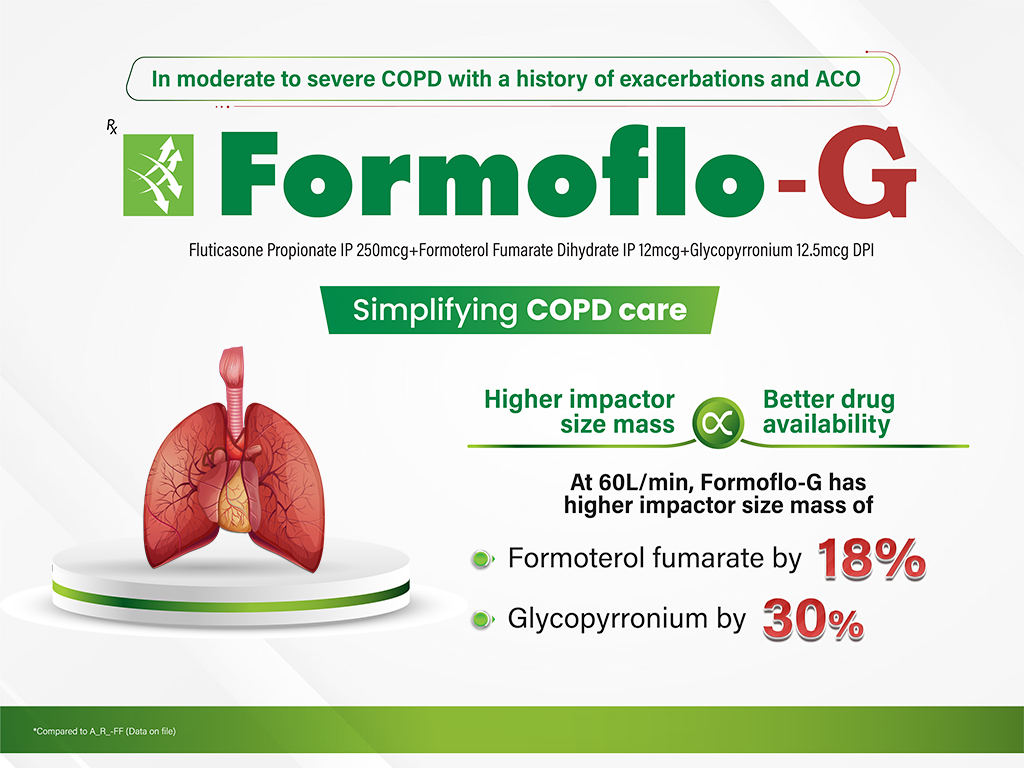 In moderate to severe COPD with a history of exacerbations and ACO
Rx
Formoflo-G
Fluticasone Propionate IP 250mcg+Formoterol Fumarate Dihydrate IP 12mcg+Glycopyrronium 12.5mcg DPI
Simplifying COPD care
Higher impactor
size mass
∝
Better drug
availability
At 60L/min, Formoflo-G has
higher impactor size mass of
Formoterol fumarate by 18%
Glycopyrronium by 30%
*Compared to A_R_-FF (Data on file)